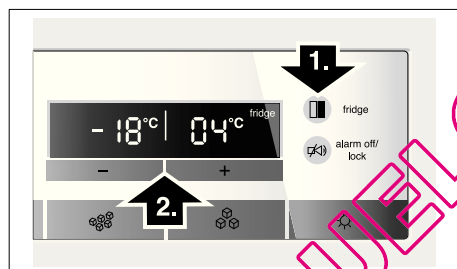 1.
fridge
-18°C 04°C fridge
alarm off/
lock
- +
2.